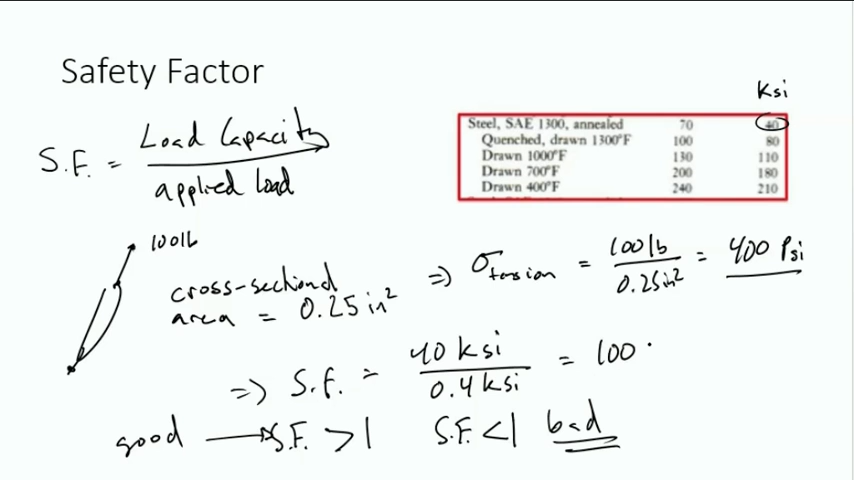 Safety Factor
Ksi
S.F. = Load Capacity / applied load
Steel, SAE 1300, annealed 70 40
Quenched, drawn 1300°F 100 80
Drawn 1000°F 130 110
Drawn 700°F 200 180
Drawn 400°F 240 210
100lb
cross-sectional
area = 0.25 in²
⇒ σtension = 100lb / 0.25in² = 400 Psi
⇒ S.F. = 40 ksi / 0.4 ksi = 100.
good → S.F. > 1 S.F. < 1 bad